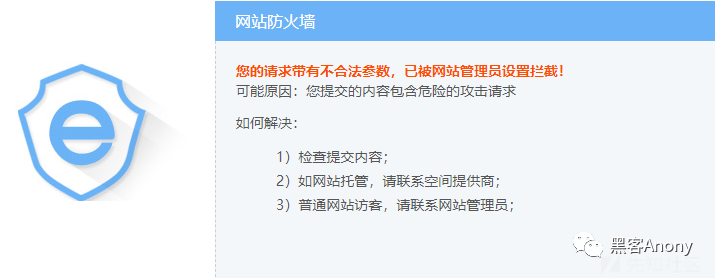 网站防火墙
您的请求带有不合法参数，已被网站管理员设置拦截！
可能原因：您提交的内容包含危险的攻击请求
如何解决：
1）检查提交内容；
2）如网站托管，请联系空间提供商；
3）普通网站访客，请联系网站管理员；
黑客Anony